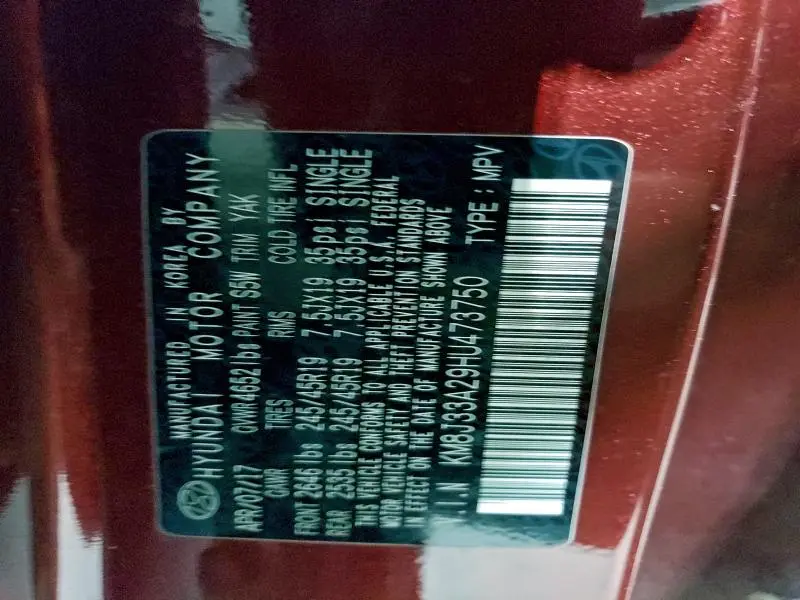 MANUFACTURED IN KOREA BY
HYUNDAI MOTOR COMPANY
APR/07/17 GVWR 4652 lbs PAINT S5W TRIM YAK
GAWR TIRES RIMS COLD TIRE INFL
FRONT 2646 lbs 245/45R19 7.5JX19 35psi SINGLE
REAR 2535 lbs 245/45R19 7.5JX19 35psi SINGLE
THIS VEHICLE CONFORMS TO ALL APPLICABLE U.S.A. FEDERAL
MOTOR VEHICLE SAFETY AND THEFT PREVENTION STANDARDS
IN EFFECT ON THE DATE OF MANUFACTURE SHOWN ABOVE
V.I.N KM8J33A29HU473750 TYPE : MPV